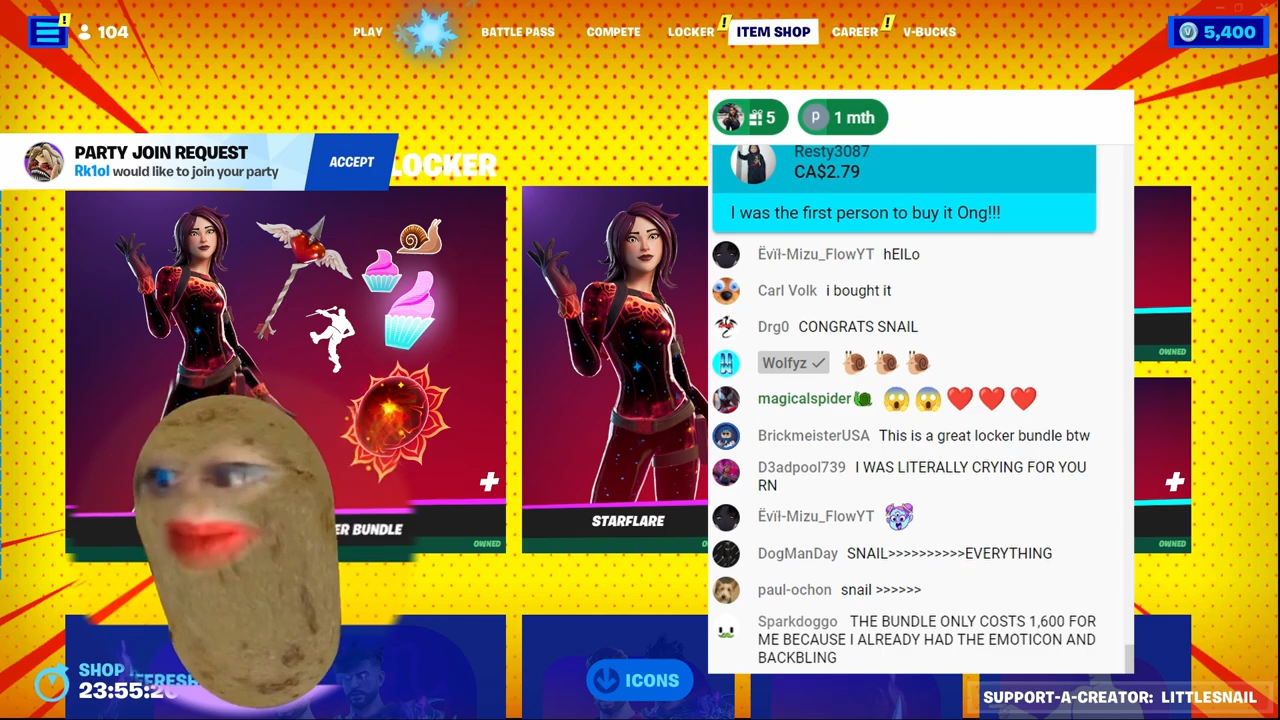 !
104
PLAY
BATTLE PASS
COMPETE
LOCKER
!
ITEM SHOP
CAREER
!
V-BUCKS
V 5,400
PARTY JOIN REQUEST
Rk1ol would like to join your party
ACCEPT
LOCKER
5
P 1 mth
Resty3087
CA$2.79
I was the first person to buy it Ong!!!
Ëvïł-Mizu_FlowYT hElLo
Carl Volk i bought it
Drg0 CONGRATS SNAIL
Wolfyz ✓ 🐌 🐌 🐌
magicalspider 😱 😱 ❤️ ❤️ ❤️
BrickmeisterUSA This is a great locker bundle btw
D3adpool739 I WAS LITERALLY CRYING FOR YOU
RN
Ëvïł-Mizu_FlowYT
DogManDay SNAIL>>>>>>>>>>EVERYTHING
paul-ochon snail >>>>>>
Sparkdoggo THE BUNDLE ONLY COSTS 1,600 FOR
ME BECAUSE I ALREADY HAD THE EMOTICON AND
BACKBLING
BUNDLE
OWNED
STARFLARE
OWNED
OWNED
SHOP
23:55:2
ICONS
SUPPORT-A-CREATOR: LITTLESNAIL